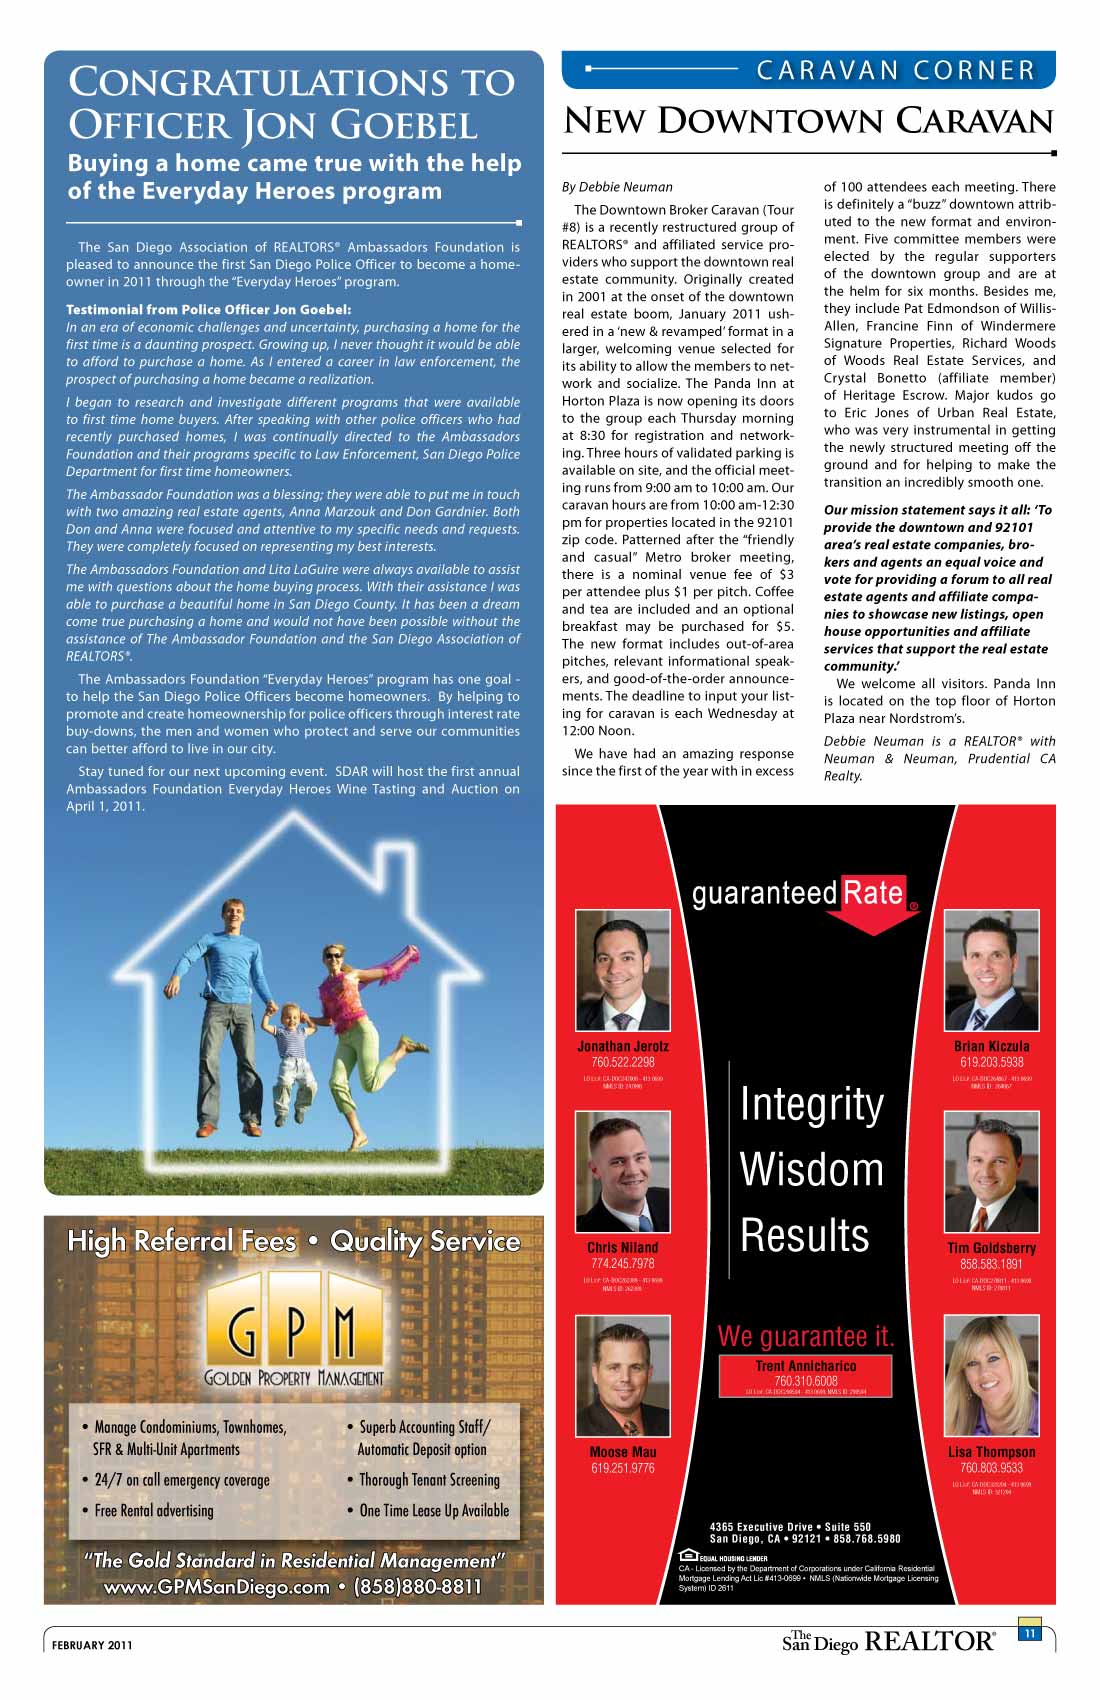 CONGRATULATIONS TO
OFFICER JON GOEBEL
Buying a home came true with the help
of the Everyday Heroes program
The San Diego Association of REALTORS® Ambassadors Foundation is
pleased to announce the first San Diego Police Officer to become a home-
owner in 2011 through the “Everyday Heroes” program.
Testimonial from Police Officer Jon Goebel:
In an era of economic challenges and uncertainty, purchasing a home for the
first time is a daunting prospect. Growing up, I never thought it would be able
to afford to purchase a home. As I entered a career in law enforcement, the
prospect of purchasing a home became a realization.
I began to research and investigate different programs that were available
to first time home buyers. After speaking with other police officers who had
recently purchased homes, I was continually directed to the Ambassadors
Foundation and their programs specific to Law Enforcement, San Diego Police
Department for first time homeowners.
The Ambassador Foundation was a blessing; they were able to put me in touch
with two amazing real estate agents, Anna Marzouk and Don Gardnier. Both
Don and Anna were focused and attentive to my specific needs and requests.
They were completely focused on representing my best interests.
The Ambassadors Foundation and Lita LaGuire were always available to assist
me with questions about the home buying process. With their assistance I was
able to purchase a beautiful home in San Diego County. It has been a dream
come true purchasing a home and would not have been possible without the
assistance of The Ambassador Foundation and the San Diego Association of
REALTORS®.
The Ambassadors Foundation “Everyday Heroes” program has one goal -
to help the San Diego Police Officers become homeowners. By helping to
promote and create homeownership for police officers through interest rate
buy-downs, the men and women who protect and serve our communities
can better afford to live in our city.
Stay tuned for our next upcoming event. SDAR will host the first annual
Ambassadors Foundation Everyday Heroes Wine Tasting and Auction on
April 1, 2011.
High Referral Fees • Quality Service
GPM
GOLDEN PROPERTY MANAGEMENT
• Manage Condominiums, Townhomes,
SFR & Multi-Unit Apartments
• 24/7 on call emergency coverage
• Free Rental advertising
• Superb Accounting Staff/
Automatic Deposit option
• Thorough Tenant Screening
• One Time Lease Up Available
“The Gold Standard in Residential Management”
www.GPMSanDiego.com • (858)880-8811
CARAVAN CORNER
NEW DOWNTOWN CARAVAN
By Debbie Neuman
The Downtown Broker Caravan (Tour
#8) is a recently restructured group of
REALTORS® and affiliated service pro-
viders who support the downtown real
estate community. Originally created
in 2001 at the onset of the downtown
real estate boom, January 2011 ush-
ered in a ‘new & revamped’ format in a
larger, welcoming venue selected for
its ability to allow the members to net-
work and socialize. The Panda Inn at
Horton Plaza is now opening its doors
to the group each Thursday morning
at 8:30 for registration and network-
ing. Three hours of validated parking is
available on site, and the official meet-
ing runs from 9:00 am to 10:00 am. Our
caravan hours are from 10:00 am-12:30
pm for properties located in the 92101
zip code. Patterned after the “friendly
and casual” Metro broker meeting,
there is a nominal venue fee of $3
per attendee plus $1 per pitch. Coffee
and tea are included and an optional
breakfast may be purchased for $5.
The new format includes out-of-area
pitches, relevant informational speak-
ers, and good-of-the-order announce-
ments. The deadline to input your list-
ing for caravan is each Wednesday at
12:00 Noon.
We have had an amazing response
since the first of the year with in excess
of 100 attendees each meeting. There
is definitely a “buzz” downtown attrib-
uted to the new format and environ-
ment. Five committee members were
elected by the regular supporters
of the downtown group and are at
the helm for six months. Besides me,
they include Pat Edmondson of Willis-
Allen, Francine Finn of Windermere
Signature Properties, Richard Woods
of Woods Real Estate Services, and
Crystal Bonetto (affiliate member)
of Heritage Escrow. Major kudos go
to Eric Jones of Urban Real Estate,
who was very instrumental in getting
the newly structured meeting off the
ground and for helping to make the
transition an incredibly smooth one.
Our mission statement says it all: ‘To
provide the downtown and 92101
area’s real estate companies, bro-
kers and agents an equal voice and
vote for providing a forum to all real
estate agents and affiliate compa-
nies to showcase new listings, open
house opportunities and affiliate
services that support the real estate
community.’
We welcome all visitors. Panda Inn
is located on the top floor of Horton
Plaza near Nordstrom’s.
Debbie Neuman is a REALTOR® with
Neuman & Neuman, Prudential CA
Realty.
guaranteed Rate®
Jonathan Jerotz
760.522.2298
Chris Niland
774.245.7978
Moose Mau
619.251.9776
Integrity
Wisdom
Results
We guarantee it.
Trent Annicharico
760.310.6008
Brian Kiczula
619.203.5938
Tim Goldsberry
858.583.1891
Lisa Thompson
760.803.9533
4365 Executive Drive • Suite 550
San Diego, CA • 92121 • 858.768.5980
EQUAL HOUSING LENDER
CA - Licensed by the Department of Corporations under California Residential
Mortgage Lending Act Lic #413-0699 • NMLS (Nationwide Mortgage Licensing
System) ID 2611
FEBRUARY 2011
The San Diego REALTOR®
11